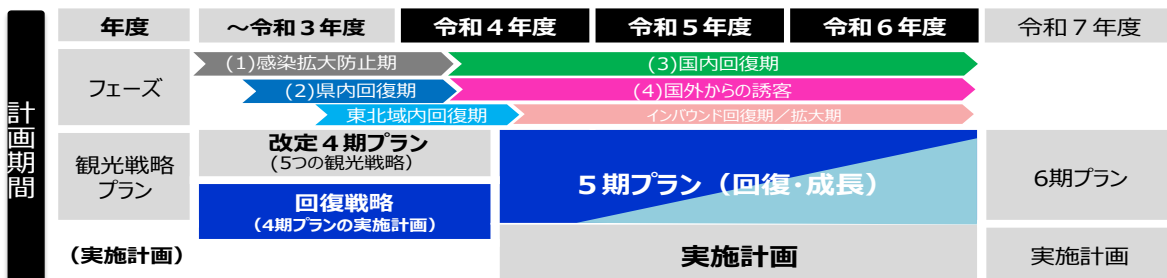 計画期間
年度 ～令和３年度 令和４年度 令和５年度 令和６年度 令和７年度
フェーズ
(1)感染拡大防止期 (3)国内回復期
(2)県内回復期 (4)国外からの誘客
東北域内回復期 インバウンド回復期／拡大期
観光戦略
プラン
改定４期プラン
(5つの観光戦略)
回復戦略
(4期プランの実施計画)
５期プラン（回復・成長）
6期プラン
(実施計画) 実施計画 実施計画